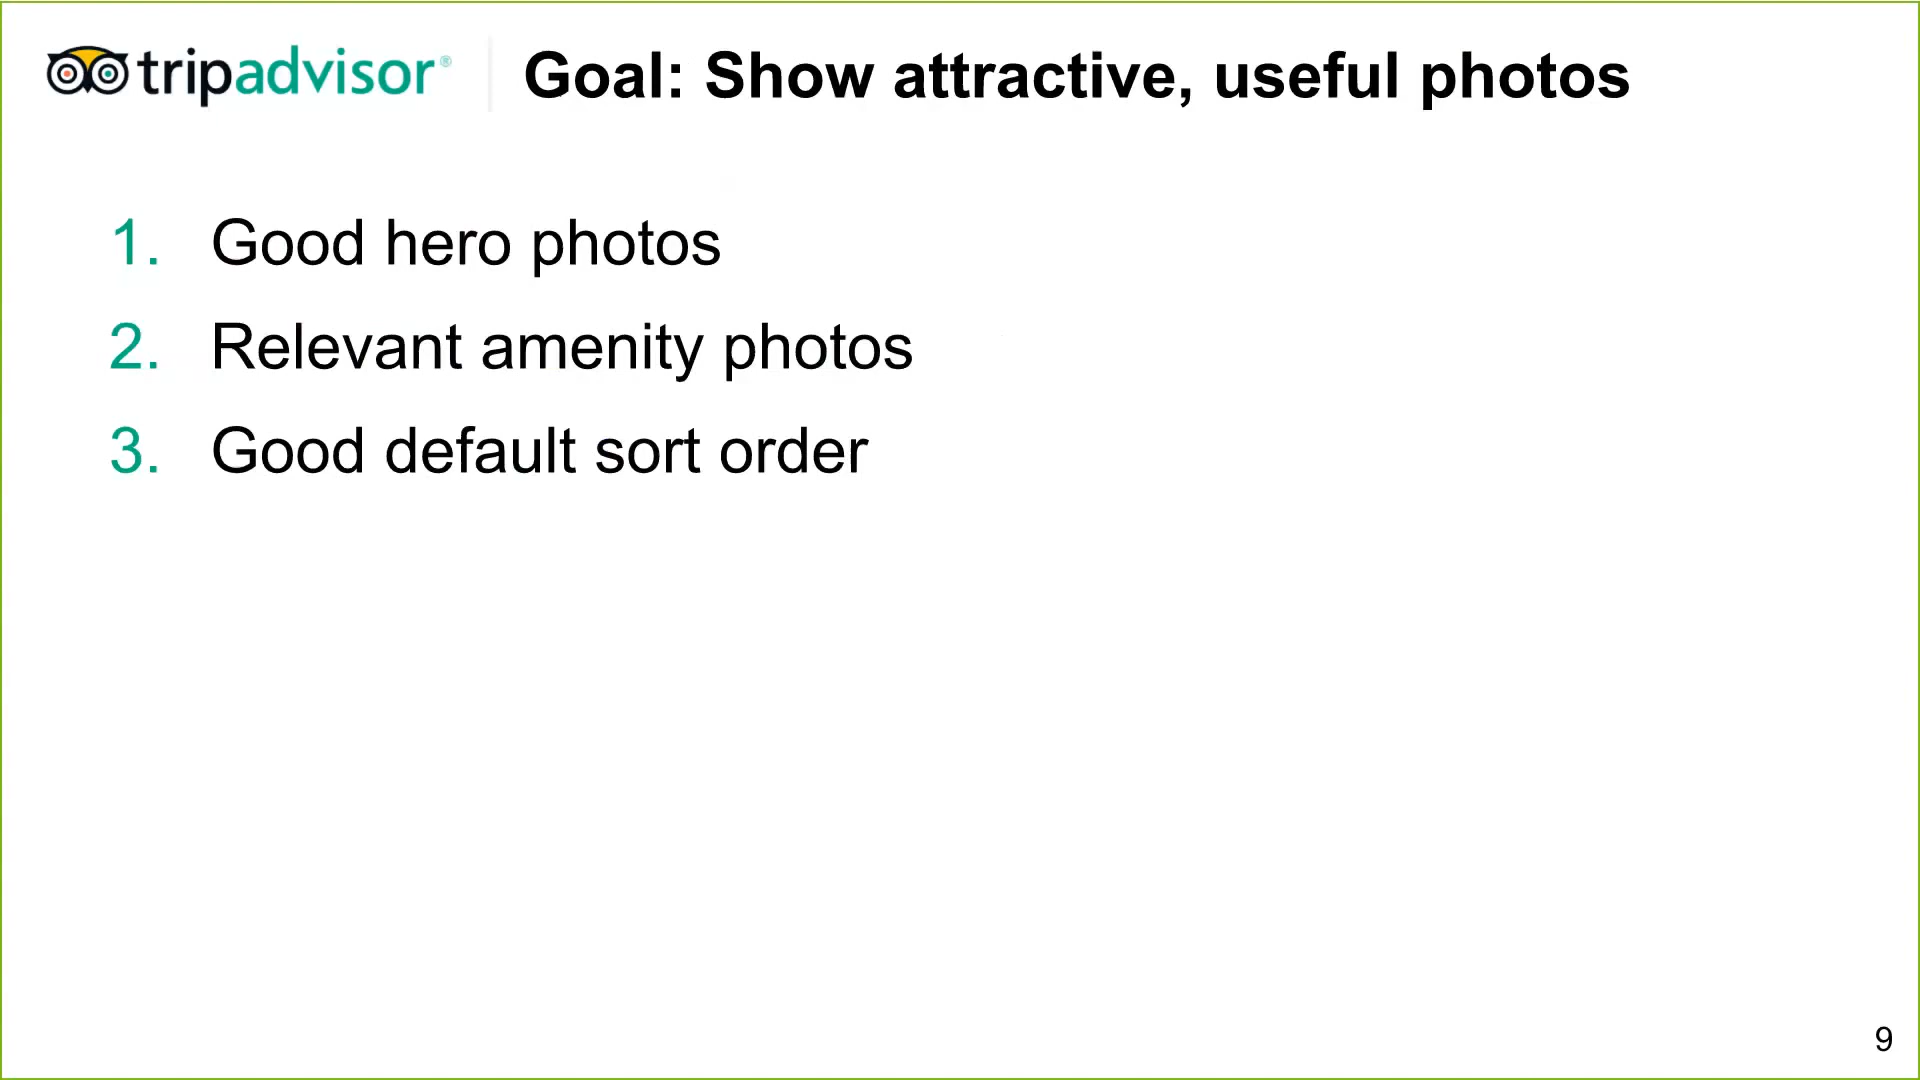 tripadvisor®
Goal: Show attractive, useful photos
1. Good hero photos
2. Relevant amenity photos
3. Good default sort order
9